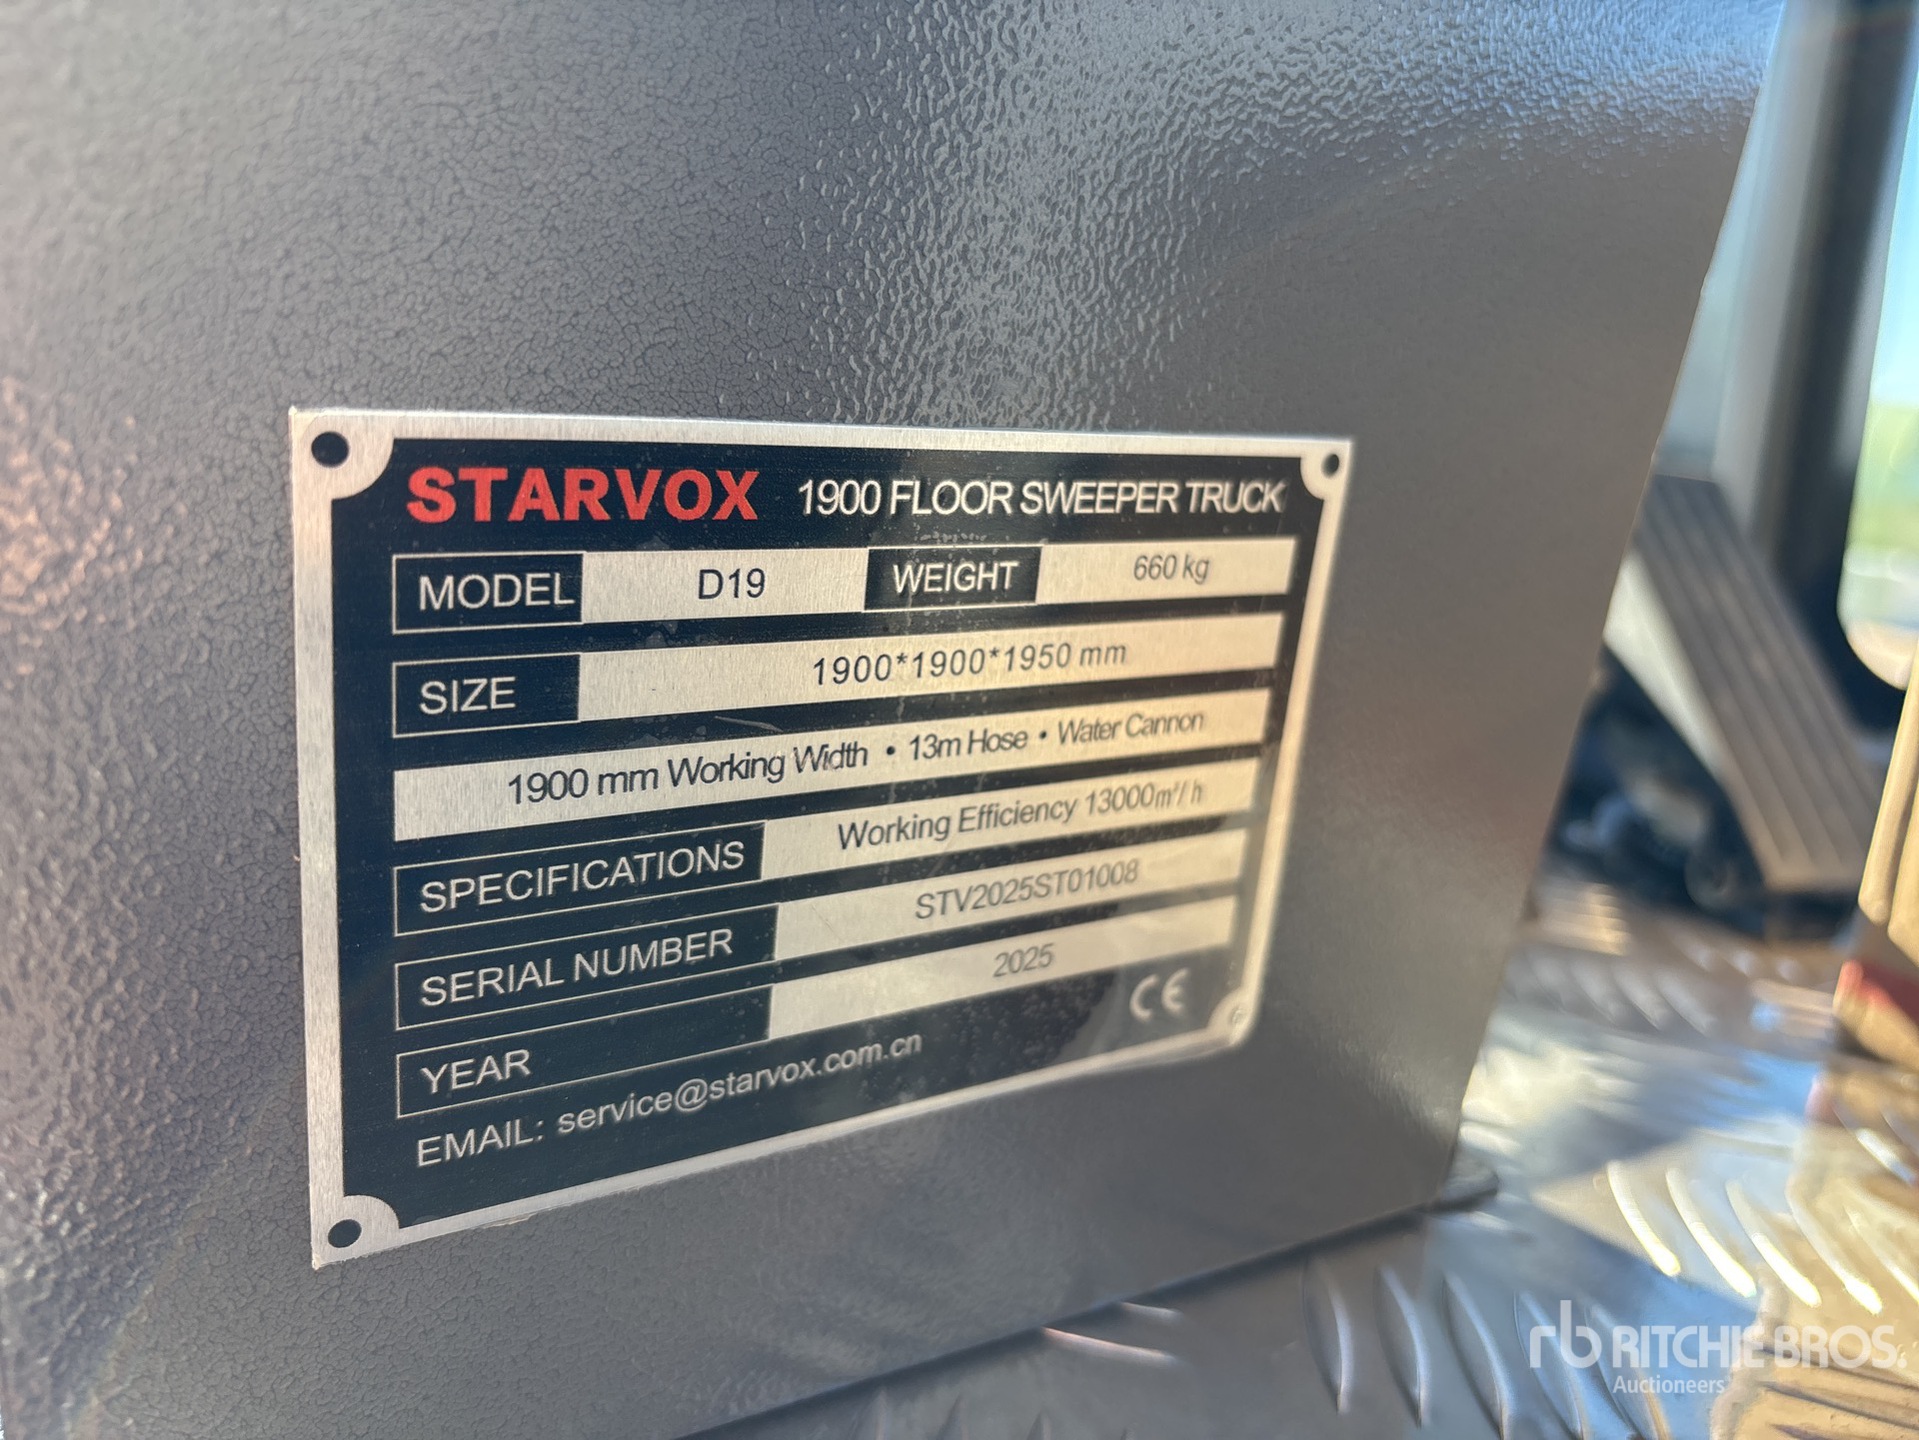 STARVOX 1900 FLOOR SWEEPER TRUCK
MODEL D19 WEIGHT 660 kg
SIZE 1900*1900*1950 mm
1900 mm Working Width • 13m Hose • Water Cannon
SPECIFICATIONS Working Efficiency 13000m²/h
SERIAL NUMBER STV2025ST01008
YEAR 2025
EMAIL: service@starvox.com.cn CE
rb RITCHIE BROS.
Auctioneers